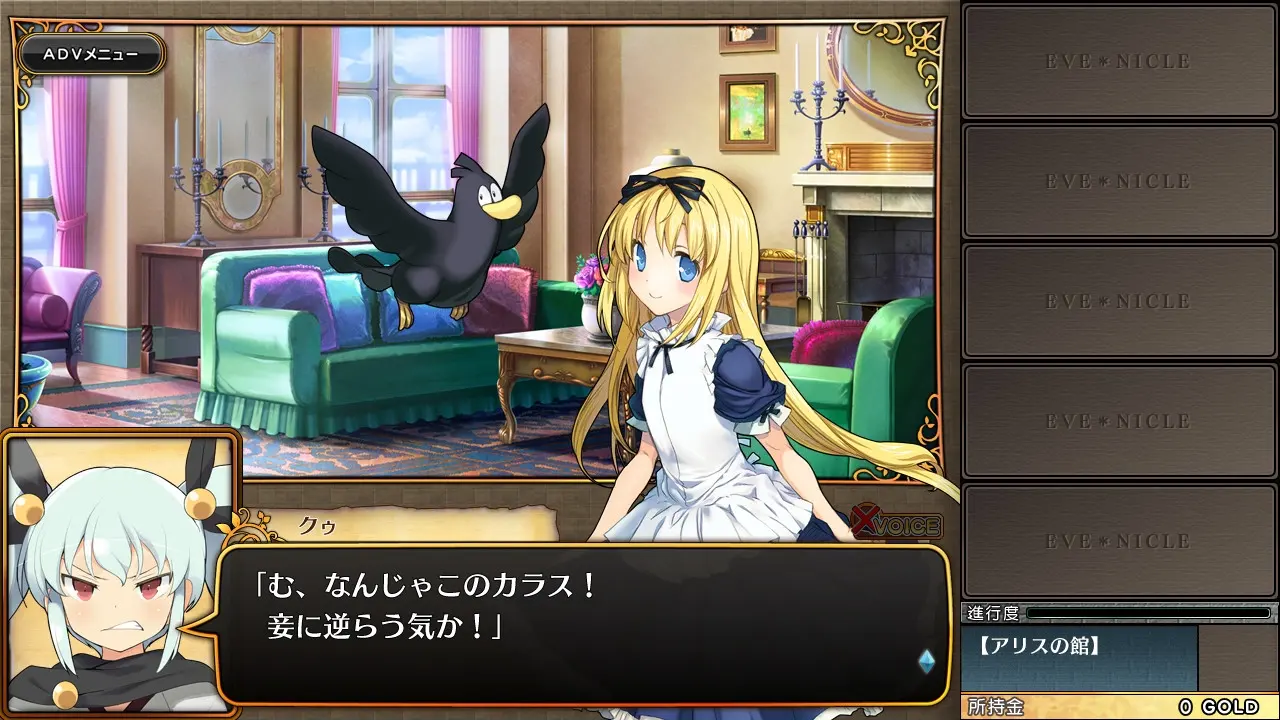 ADVメニュー
EVE＊NICLE
EVE＊NICLE
EVE＊NICLE
EVE＊NICLE
EVE＊NICLE
クゥ
VOICE
「む、なんじゃこのカラス！
妾に逆らう気か！」
進行度
【アリスの館】
所持金
0 GOLD